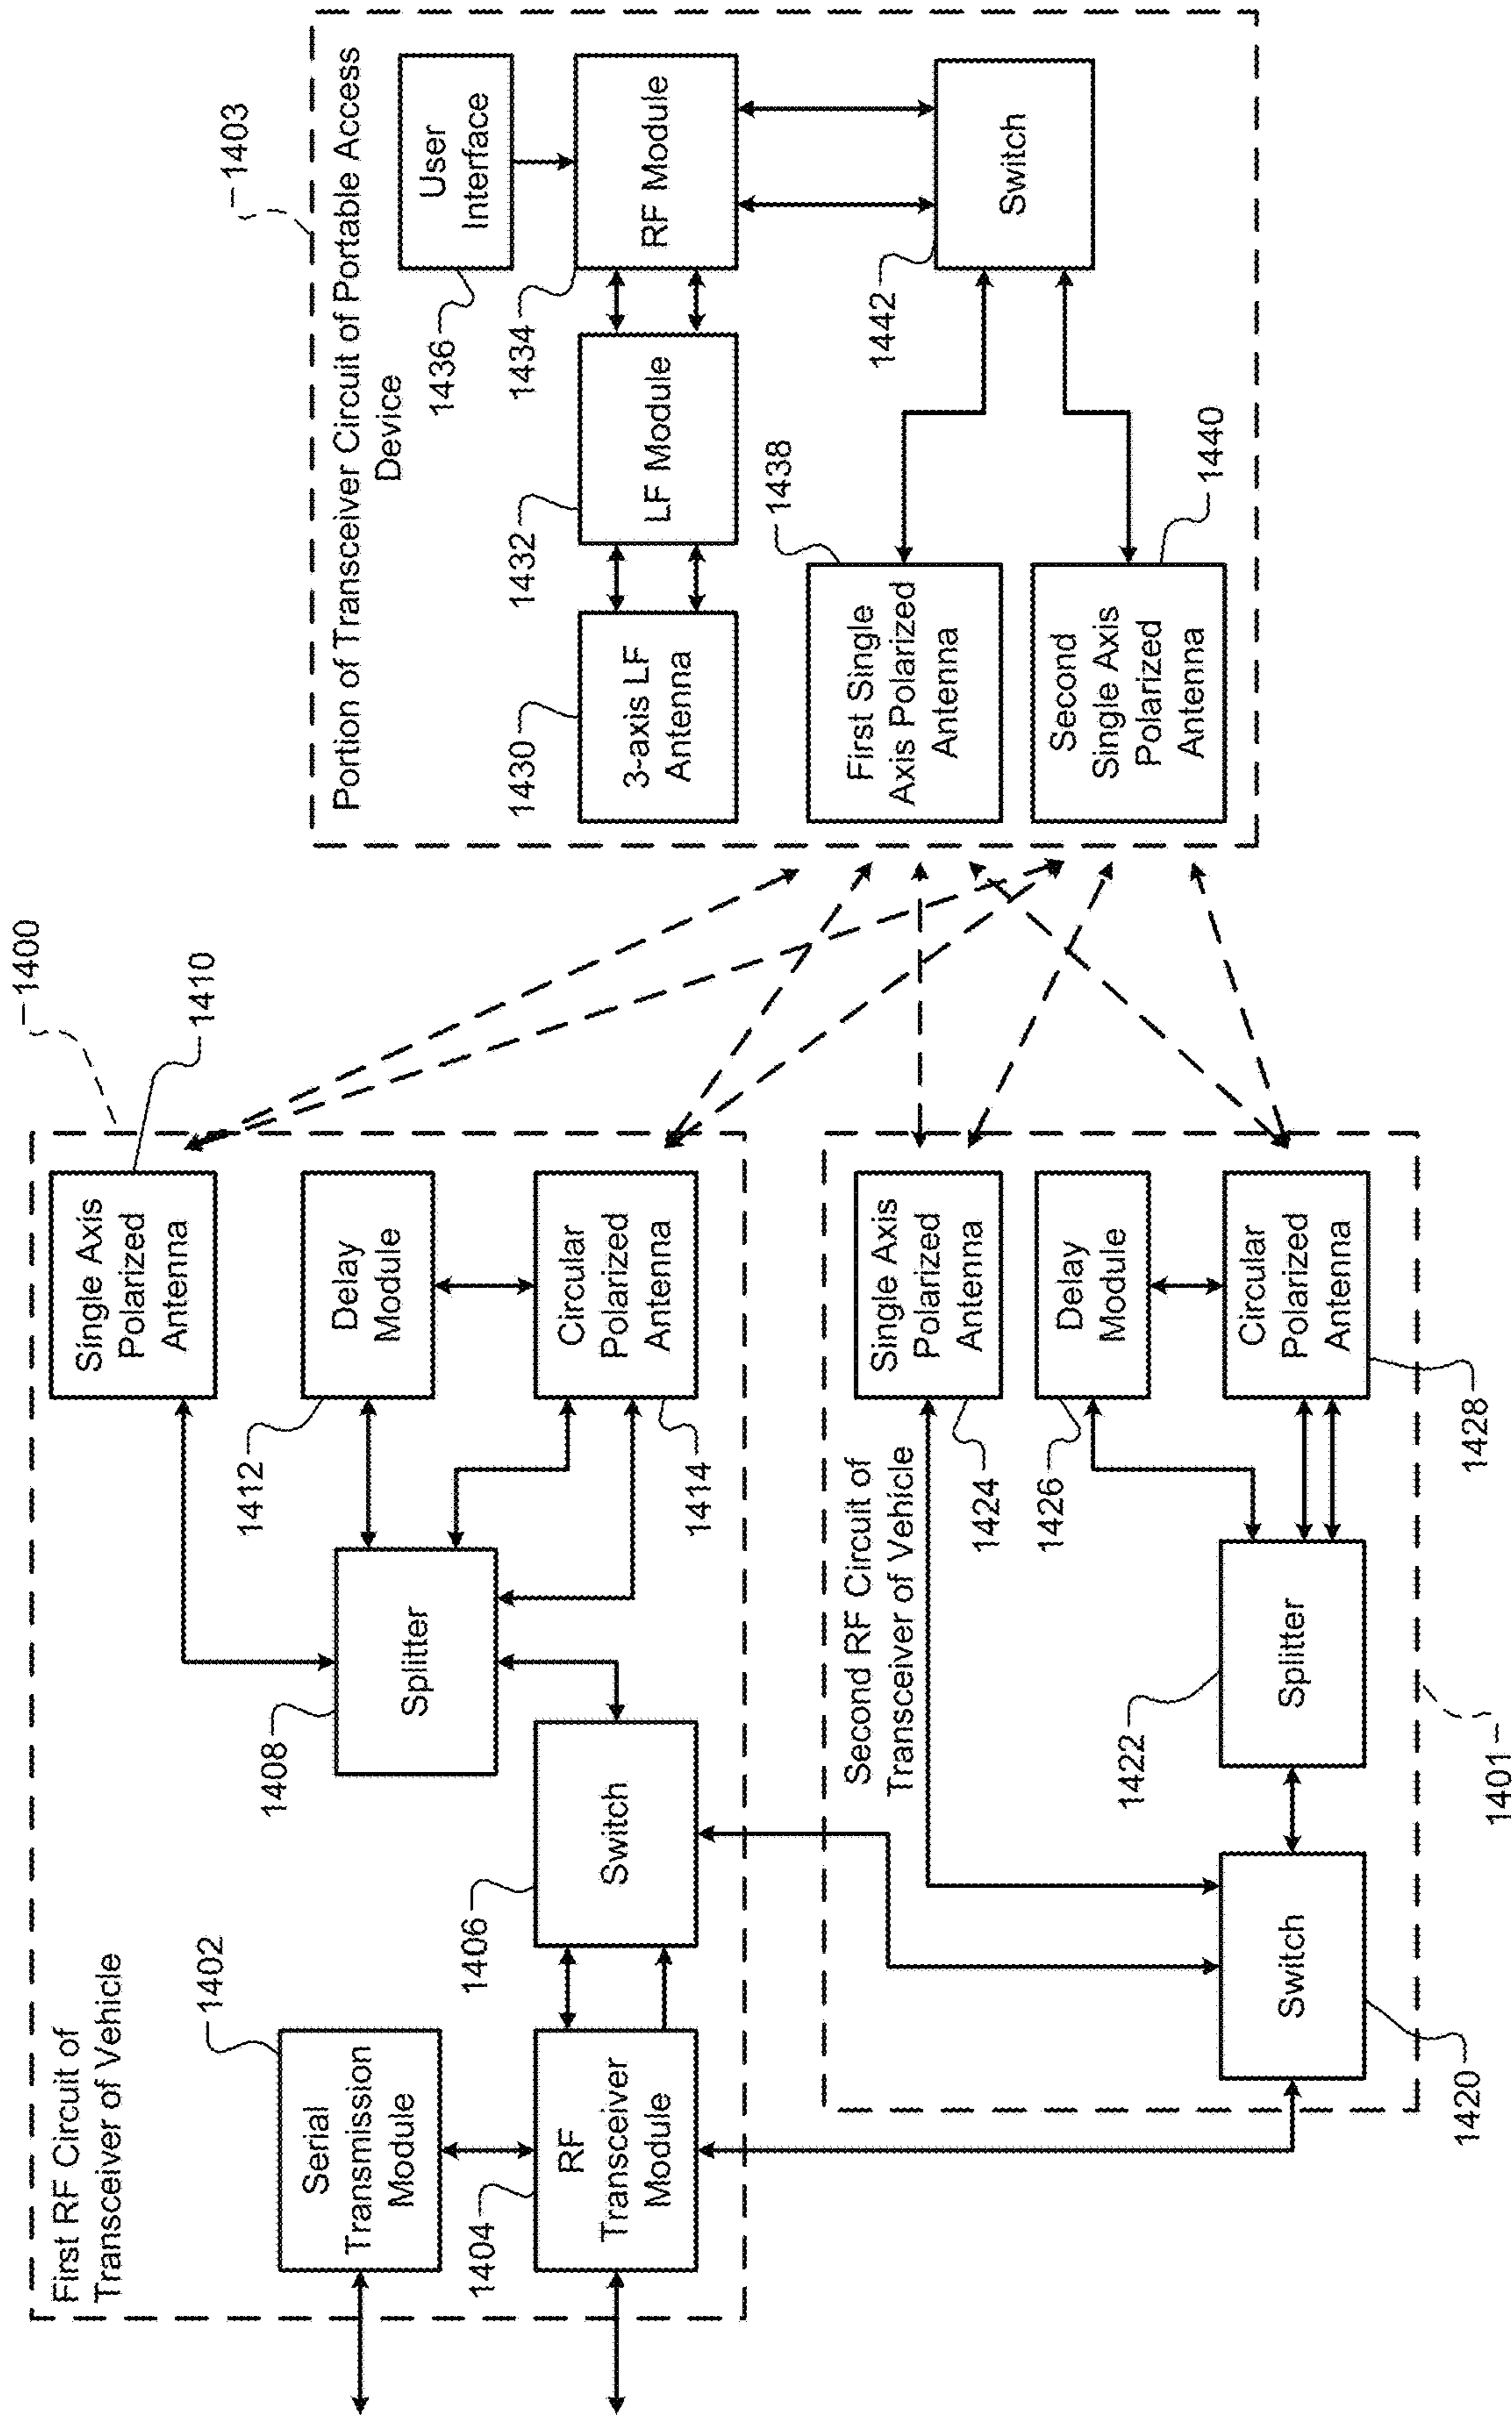 First RF Circuit of
Transceiver of Vehicle
1400
1402
Serial
Transmission
Module
1404
RF
Transceiver
Module
1406
Switch
1408
Splitter
1410
Single Axis
Polarized
Antenna
1412
Delay
Module
1414
Circular
Polarized
Antenna
Second RF Circuit of
Transceiver of Vehicle
1401
1420
Switch
1422
Splitter
1424
Single Axis
Polarized
Antenna
1426
Delay
Module
1428
Circular
Polarized
Antenna
1403
Portion of Transceiver Circuit of Portable Access
Device
1430
3-axis LF
Antenna
1432
LF Module
1434
RF Module
1436
User
Interface
1438
First Single
Axis Polarized
Antenna
1440
Second
Single Axis
Polarized
Antenna
1442
Switch